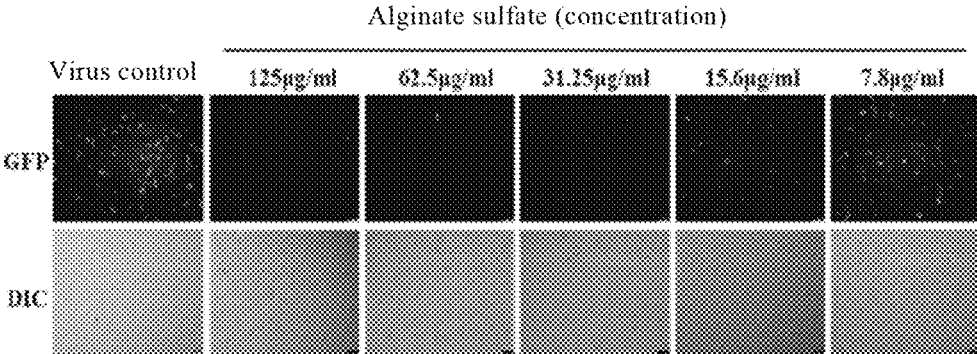 Alginate sulfate (concentration)
Virus control 125µg/ml 62.5µg/ml 31.25µg/ml 15.6µg/ml 7.8µg/ml
GFP
DIC